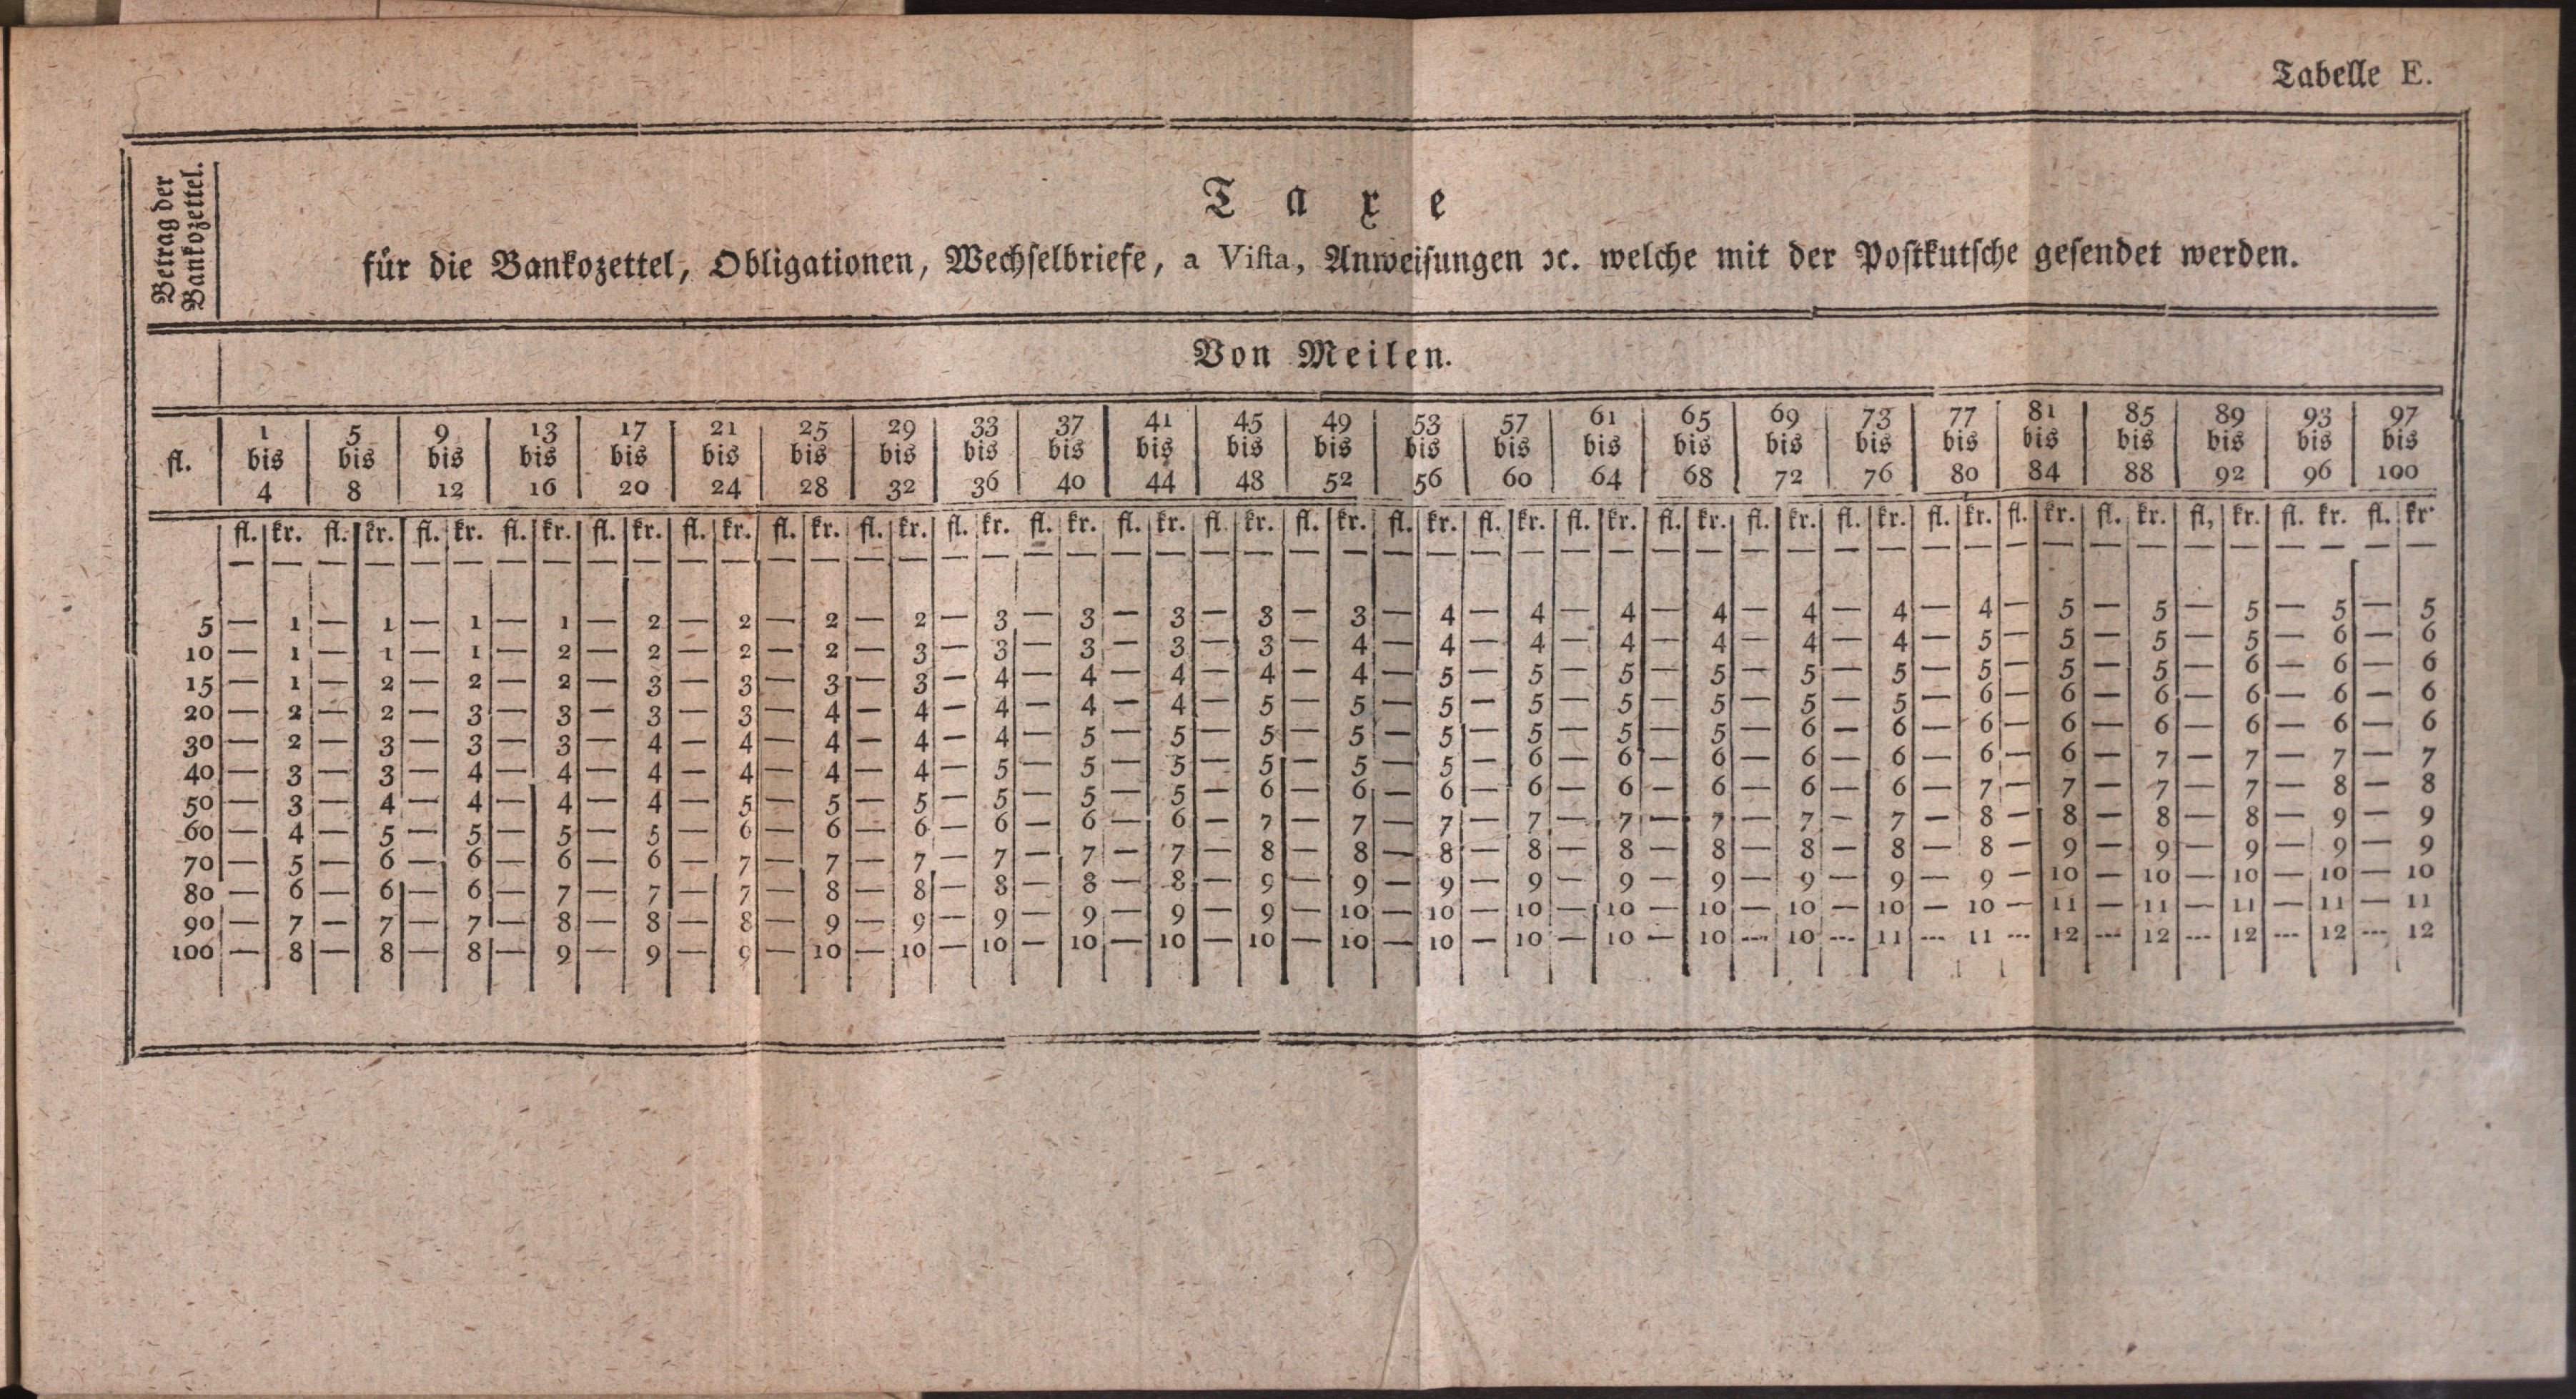 Tabelle E.
Betrag der
Bankozettel.
Taxe
für die Bankozettel, Obligationen, Wechselbriefe, a Vista, Anweisungen ꝛc. welche mit der Postkutsche gesendet werden.
Von Meilen.
1 5 9 13 17 21 25 29 33 37 41 45 49 53 57 61 65 69 73 77 81 85 89 93 97
fl. bis bis bis bis bis bis bis bis bis bis bis bis bis bis bis bis bis bis bis bis bis bis bis bis bis
4 8 12 16 20 24 28 32 36 40 44 48 52 56 60 64 68 72 76 80 84 88 92 96 100
fl. kr. fl. kr. fl. kr. fl. kr. fl. kr. fl. kr. fl. kr. fl. kr. fl. kr. fl. kr. fl. kr. fl. kr. fl. kr. fl. kr. fl. kr. fl. kr. fl. kr. fl. kr. fl. kr. fl. kr. fl. kr. fl. kr. fl, kr. fl. kr. fl. kr.
5 — 1 — 1 — 1 — 1 — 2 — 2 — 2 — 2 — 3 — 3 — 3 — 3 — 3 — 4 — 4 — 4 — 4 — 4 — 4 — 4 — 5 — 5 — 5 — 5 — 5
10 — 1 — 1 — 1 — 2 — 2 — 2 — 2 — 3 — 3 — 3 — 3 — 3 — 4 — 4 — 4 — 4 — 4 — 4 — 4 — 5 — 5 — 5 — 5 — 6 — 6
15 — 1 — 2 — 2 — 2 — 3 — 3 — 3 — 3 — 4 — 4 — 4 — 4 — 4 — 5 — 5 — 5 — 5 — 5 — 5 — 5 — 5 — 5 — 6 — 6 — 6
20 — 2 — 2 — 3 — 3 — 3 — 3 — 4 — 4 — 4 — 4 — 4 — 5 — 5 — 5 — 5 — 5 — 5 — 5 — 5 — 6 — 6 — 6 — 6 — 6 — 6
30 — 2 — 3 — 3 — 3 — 4 — 4 — 4 — 4 — 4 — 5 — 5 — 5 — 5 — 5 — 5 — 5 — 5 — 6 — 6 — 6 — 6 — 6 — 6 — 6 — 6
40 — 3 — 3 — 4 — 4 — 4 — 4 — 4 — 4 — 5 — 5 — 5 — 5 — 5 — 5 — 6 — 6 — 6 — 6 — 6 — 6 — 6 — 7 — 7 — 7 — 7
50 — 3 — 4 — 4 — 4 — 4 — 5 — 5 — 5 — 5 — 5 — 5 — 6 — 6 — 6 — 6 — 6 — 6 — 6 — 6 — 7 — 7 — 7 — 7 — 8 — 8
60 — 4 — 5 — 5 — 5 — 5 — 6 — 6 — 6 — 6 — 6 — 6 — 7 — 7 — 7 — 7 — 7 — 7 — 7 — 7 — 8 — 8 — 8 — 8 — 9 — 9
70 — 5 — 6 — 6 — 6 — 6 — 7 — 7 — 7 — 7 — 7 — 7 — 8 — 8 — 8 — 8 — 8 — 8 — 8 — 8 — 8 — 9 — 9 — 9 — 9 — 9
80 — 6 — 6 — 6 — 7 — 7 — 7 — 8 — 8 — 8 — 8 — 8 — 9 — 9 — 9 — 9 — 9 — 9 — 9 — 9 — 9 — 10 — 10 — 10 — 10 — 10
90 — 7 — 7 — 7 — 8 — 8 — 8 — 9 — 9 — 9 — 9 — 9 — 9 — 10 — 10 — 10 — 10 — 10 — 10 — 10 — 10 — 11 — 11 — 11 — 11 — 11
100 — 8 — 8 — 8 — 9 — 9 — 9 — 10 — 10 — 10 — 10 — 10 — 10 — 10 — 10 — 10 — 10 — 10 --- 10 --- 11 --- 11 --- 12 --- 12 --- 12 --- 12 --- 12